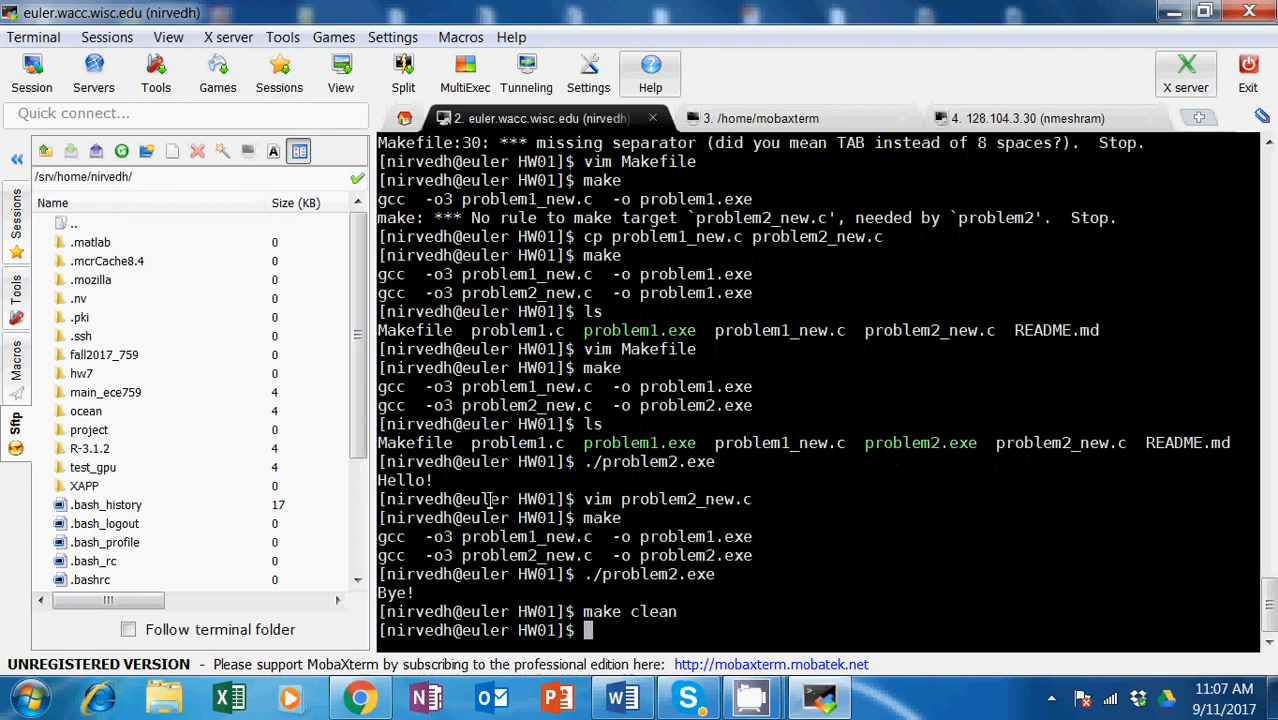 euler.wacc.wisc.edu (nirvedh)
Terminal Sessions View X server Tools Games Settings Macros Help
Session Servers Tools Games Sessions View Split MultiExec Tunneling Settings Help X server Exit
Quick connect...
2. euler.wacc.wisc.edu (nirvedh)
3. /home/mobaxterm
4. 128.104.3.30 (nmeshram)
Sessions
Tools
Macros
Sftp
/srv/home/nirvedh/
Name Size (KB)
..
.matlab 0
.mcrCache8.4 0
.mozilla 0
.nv 0
.pki 0
.ssh 0
fall2017_759 0
hw7 0
main_ece759 4
ocean 4
project 0
R-3.1.2 4
test_gpu 4
XAPP 0
.bash_history 17
.bash_logout 0
.bash_profile 0
.bash_rc 0
.bashrc 0
Follow terminal folder
Makefile:30: *** missing separator (did you mean TAB instead of 8 spaces?).  Stop.
[nirvedh@euler HW01]$ vim Makefile
[nirvedh@euler HW01]$ make
gcc  -o3 problem1_new.c  -o problem1.exe
make: *** No rule to make target `problem2_new.c', needed by `problem2'.  Stop.
[nirvedh@euler HW01]$ cp problem1_new.c problem2_new.c
[nirvedh@euler HW01]$ make
gcc  -o3 problem1_new.c  -o problem1.exe
gcc  -o3 problem2_new.c  -o problem1.exe
[nirvedh@euler HW01]$ ls
Makefile  problem1.c  problem1.exe  problem1_new.c  problem2_new.c  README.md
[nirvedh@euler HW01]$ vim Makefile
[nirvedh@euler HW01]$ make
gcc  -o3 problem1_new.c  -o problem1.exe
gcc  -o3 problem2_new.c  -o problem2.exe
[nirvedh@euler HW01]$ ls
Makefile  problem1.c  problem1.exe  problem1_new.c  problem2.exe  problem2_new.c  README.md
[nirvedh@euler HW01]$ ./problem2.exe
Hello!
[nirvedh@euler HW01]$ vim problem2_new.c
[nirvedh@euler HW01]$ make
gcc  -o3 problem1_new.c  -o problem1.exe
gcc  -o3 problem2_new.c  -o problem2.exe
[nirvedh@euler HW01]$ ./problem2.exe
Bye!
[nirvedh@euler HW01]$ make clean
[nirvedh@euler HW01]$
UNREGISTERED VERSION - Please support MobaXterm by subscribing to the professional edition here: http://mobaxterm.mobatek.net
11:07 AM
9/11/2017